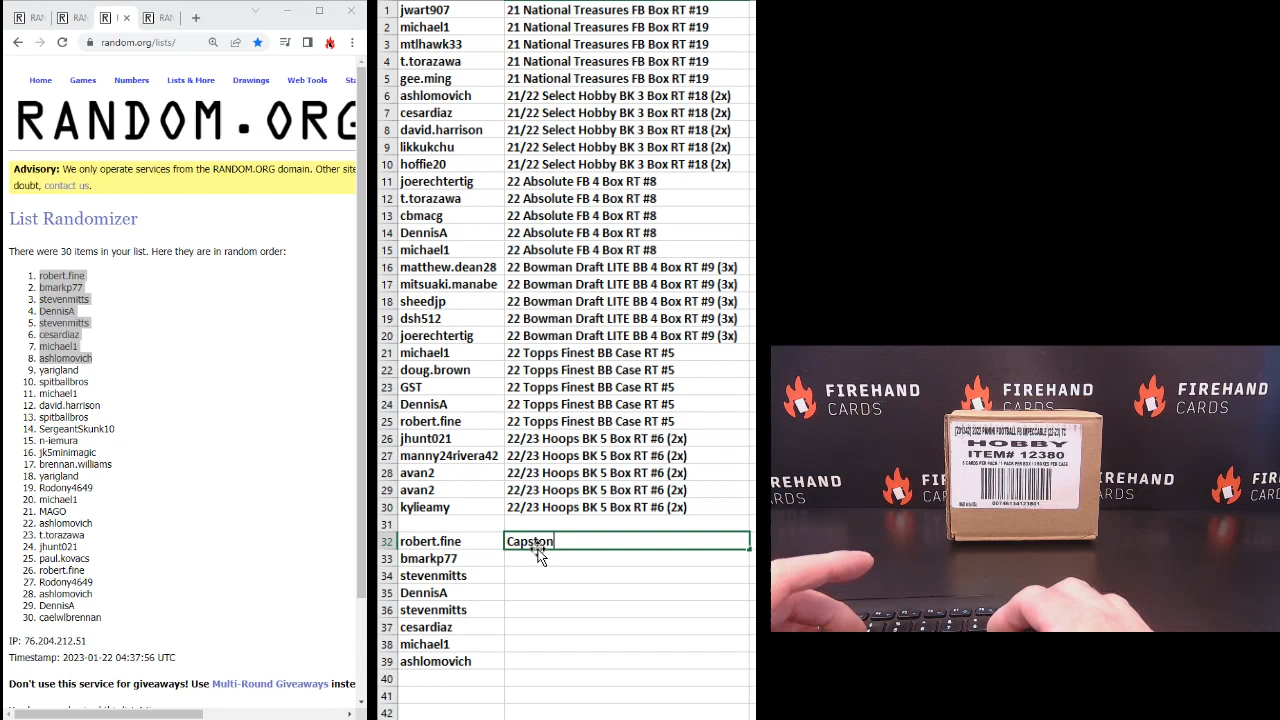 RA
RA
RA
random.org/lists/
Home Games Numbers Lists & More Drawings Web Tools Sta
RANDOM.ORG
Advisory: We only operate services from the RANDOM.ORG domain. Other site
doubt, contact us.
List Randomizer
There were 30 items in your list. Here they are in random order:
1. robert.fine
2. bmarkp77
3. stevenmitts
4. DennisA
5. stevenmitts
6. cesardiaz
7. michael1
8. ashlomovich
9. yarigland
10. spitballbros
11. michael1
12. david.harrison
13. spitballbros
14. SergeantSkunk10
15. n-iemura
16. jk5minimagic
17. brennan.williams
18. yarigland
19. Rodony4649
20. michael1
21. MAGO
22. ashlomovich
23. t.torazawa
24. jhunt021
25. paul.kovacs
26. robert.fine
27. Rodony4649
28. ashlomovich
29. DennisA
30. caelwlbrennan
IP: 76.204.212.51
Timestamp: 2023-01-22 04:37:56 UTC
Don't use this service for giveaways! Use Multi-Round Giveaways inste
1 jwart907 21 National Treasures FB Box RT #19
2 michael1 21 National Treasures FB Box RT #19
3 mtlhawk33 21 National Treasures FB Box RT #19
4 t.torazawa 21 National Treasures FB Box RT #19
5 gee.ming 21 National Treasures FB Box RT #19
6 ashlomovich 21/22 Select Hobby BK 3 Box RT #18 (2x)
7 cesardiaz 21/22 Select Hobby BK 3 Box RT #18 (2x)
8 david.harrison 21/22 Select Hobby BK 3 Box RT #18 (2x)
9 likkukchu 21/22 Select Hobby BK 3 Box RT #18 (2x)
10 hoffie20 21/22 Select Hobby BK 3 Box RT #18 (2x)
11 joerechtertig 22 Absolute FB 4 Box RT #8
12 t.torazawa 22 Absolute FB 4 Box RT #8
13 cbmacg 22 Absolute FB 4 Box RT #8
14 DennisA 22 Absolute FB 4 Box RT #8
15 michael1 22 Absolute FB 4 Box RT #8
16 matthew.dean28 22 Bowman Draft LITE BB 4 Box RT #9 (3x)
17 mitsuaki.manabe 22 Bowman Draft LITE BB 4 Box RT #9 (3x)
18 sheedjp 22 Bowman Draft LITE BB 4 Box RT #9 (3x)
19 dsh512 22 Bowman Draft LITE BB 4 Box RT #9 (3x)
20 joerechtertig 22 Bowman Draft LITE BB 4 Box RT #9 (3x)
21 michael1 22 Topps Finest BB Case RT #5
22 doug.brown 22 Topps Finest BB Case RT #5
23 GST 22 Topps Finest BB Case RT #5
24 DennisA 22 Topps Finest BB Case RT #5
25 robert.fine 22 Topps Finest BB Case RT #5
26 jhunt021 22/23 Hoops BK 5 Box RT #6 (2x)
27 manny24rivera42 22/23 Hoops BK 5 Box RT #6 (2x)
28 avan2 22/23 Hoops BK 5 Box RT #6 (2x)
29 avan2 22/23 Hoops BK 5 Box RT #6 (2x)
30 kylieamy 22/23 Hoops BK 5 Box RT #6 (2x)
31
32 robert.fine Capston
33 bmarkp77
34 stevenmitts
35 DennisA
36 stevenmitts
37 cesardiaz
38 michael1
39 ashlomovich
40
41
42
FIREHAND CARDS
FIREHAND CARDS
FIREHAND CARDS
HOBBY
ITEM# 12380